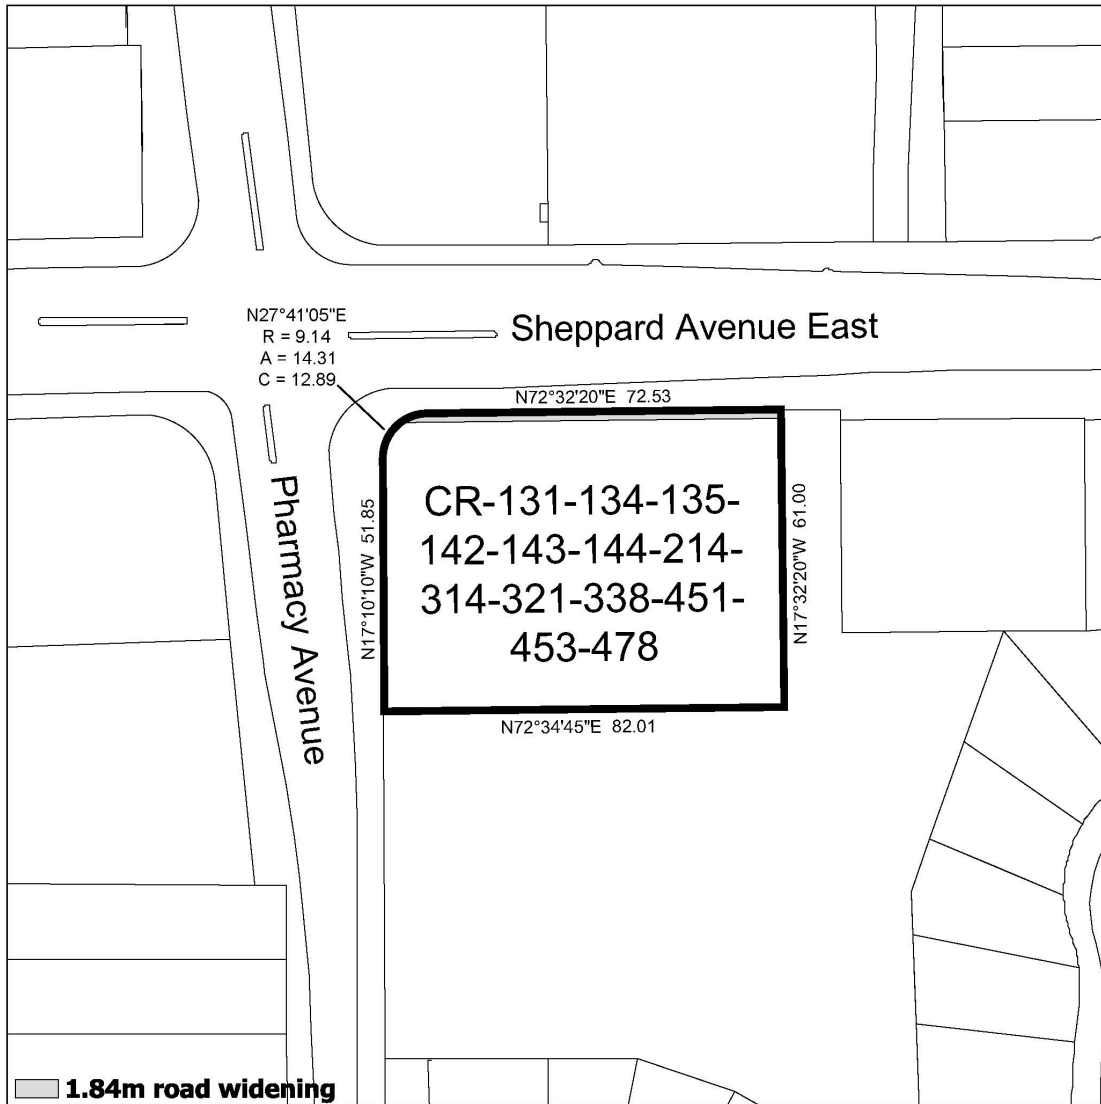 N27°41'05"E
R = 9.14
A = 14.31
C = 12.89
Sheppard Avenue East
N72°32'20"E 72.53
Pharmacy Avenue
N17°10'10"W 51.85
CR-131-134-135-
142-143-144-214-
314-321-338-451-
453-478
N17°32'20"W 61.00
N72°34'45"E 82.01
1.84m road widening